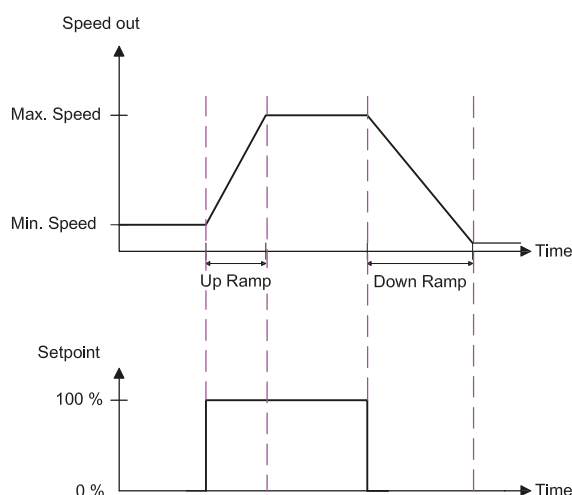 Speed out
Max. Speed
Min. Speed
Time
Up Ramp
Down Ramp
Setpoint
100 %
0 %
Time